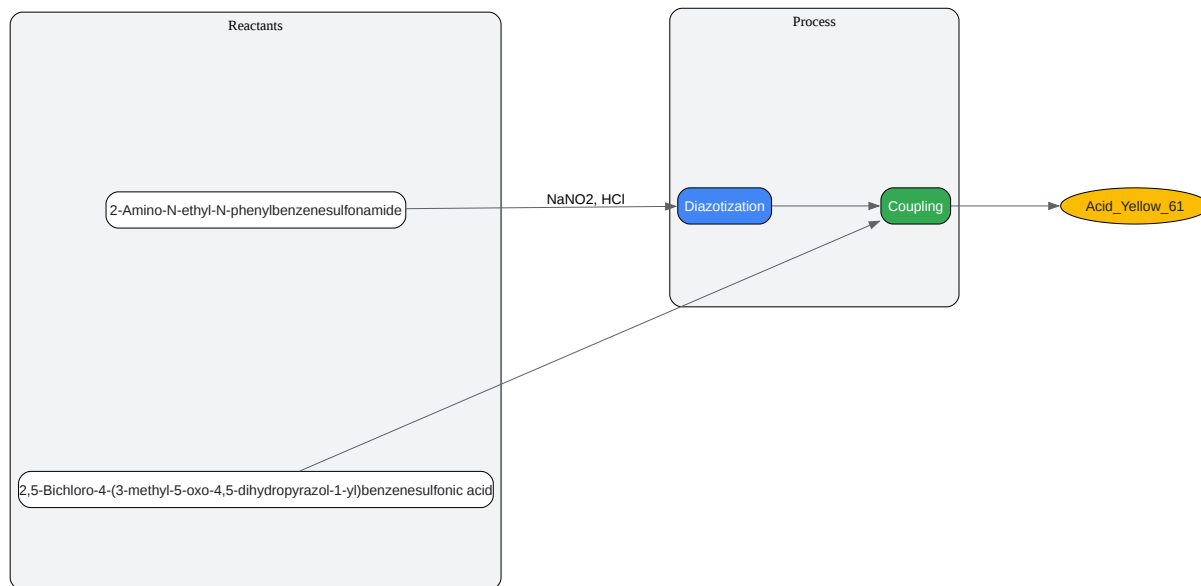 Reactants
Process
2-Amino-N-ethyl-N-phenylbenzenesulfonamide
NaNO2, HCl
Diazotization
Coupling
Acid_Yellow_61
2,5-Bichloro-4-(3-methyl-5-oxo-4,5-dihydropyrazol-1-yl)benzenesulfonic acid